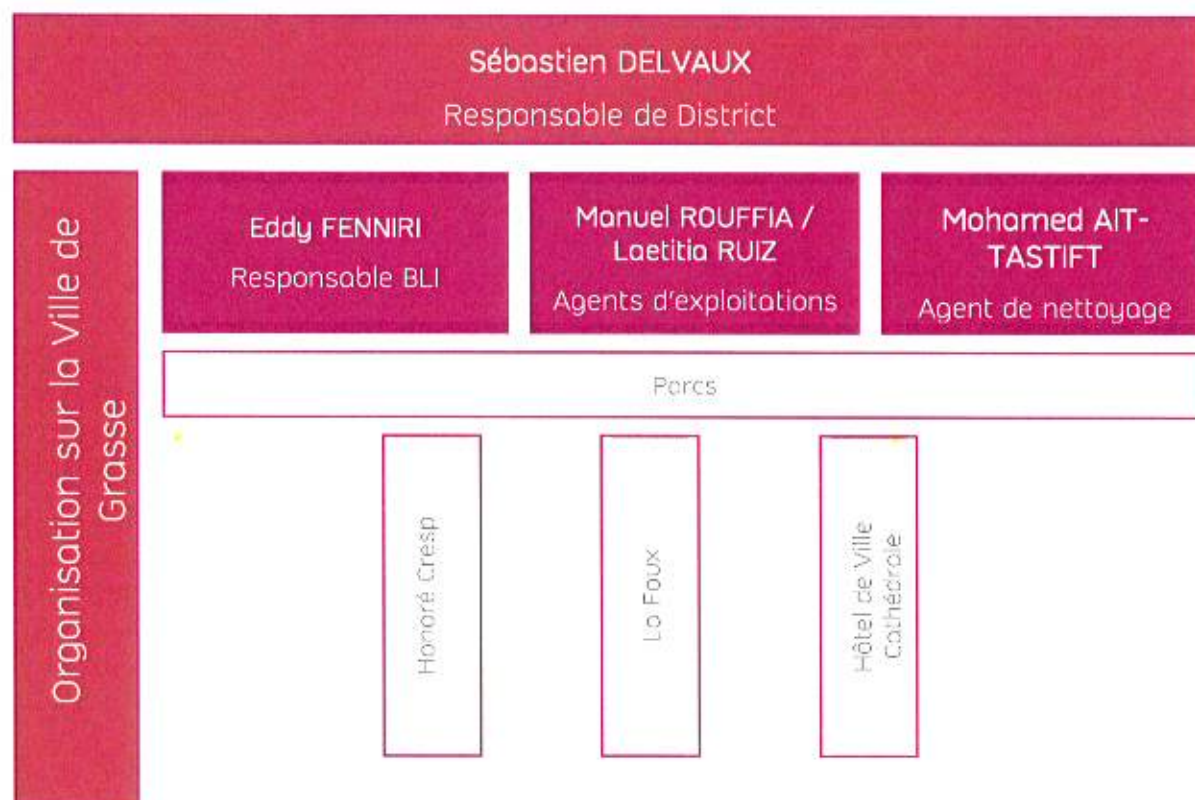 Sébastien DELVAUX
Responsable de District
Organisation sur la Ville de
Grasse
Eddy FENNIRI
Responsable BLI
Manuel ROUFFIA /
Laetitia RUIZ
Agents d'exploitations
Mohamed AIT-
TASTIFT
Agent de nettoyage
Parcs
Honoré Cresp
La Foux
Hôtel de Ville
Cathédrale